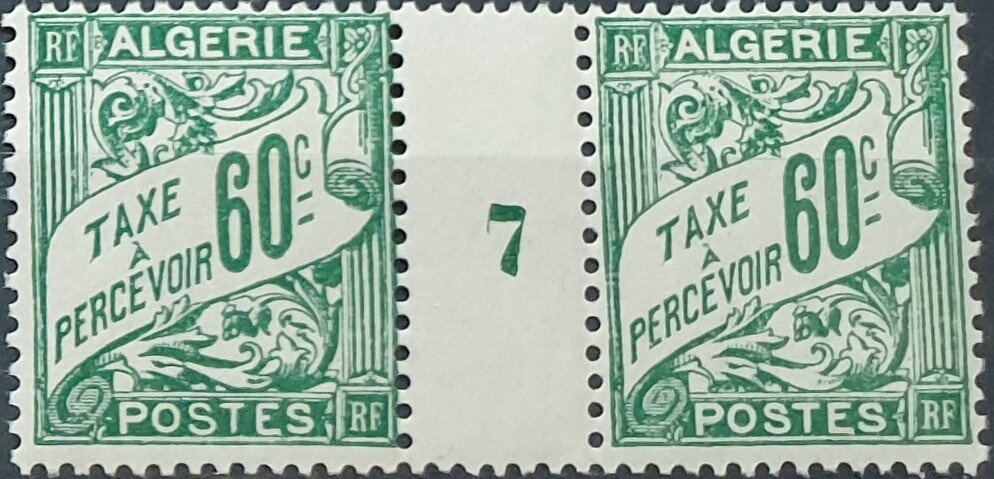 RF ALGERIE
TAXE
À
PERCEVOIR
60c
POSTES RF
7
RF ALGERIE
TAXE
À
PERCEVOIR
60c
POSTES RF